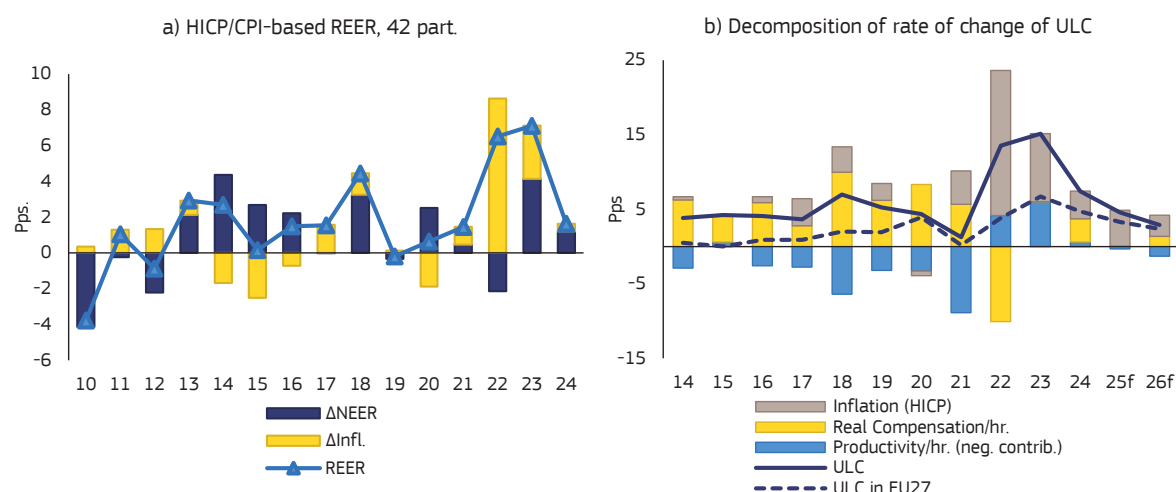 a) HICP/CPI-based REER, 42 part.
10
8
6
4
2
0
-2
-4
-6
Pps.
10 11 12 13 14 15 16 17 18 19 20 21 22 23 24
ΔNEER
ΔInfl.
REER
b) Decomposition of rate of change of ULC
25
15
5
-5
-15
Pps
14 15 16 17 18 19 20 21 22 23 24 25f 26f
Inflation (HICP)
Real Compensation/hr.
Productivity/hr. (neg. contrib.)
ULC
ULC in EU27